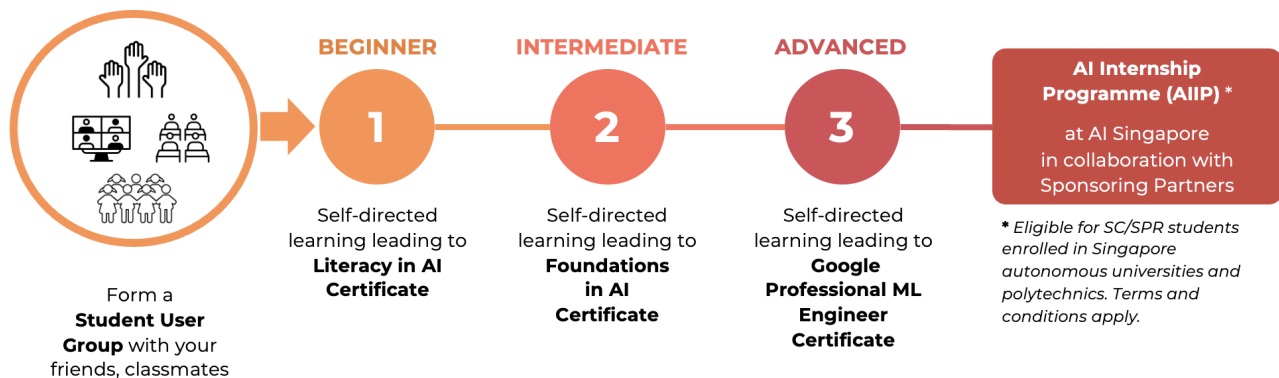 Form a
Student User
Group with your
friends, classmates
BEGINNER
1
Self-directed
learning leading to
Literacy in AI
Certificate
INTERMEDIATE
2
Self-directed
learning leading to
Foundations
in AI
Certificate
ADVANCED
3
Self-directed
learning leading to
Google
Professional ML
Engineer
Certificate
AI Internship
Programme (AIIP) *
at AI Singapore
in collaboration with
Sponsoring Partners
* Eligible for SC/SPR students
enrolled in Singapore
autonomous universities and
polytechnics. Terms and
conditions apply.